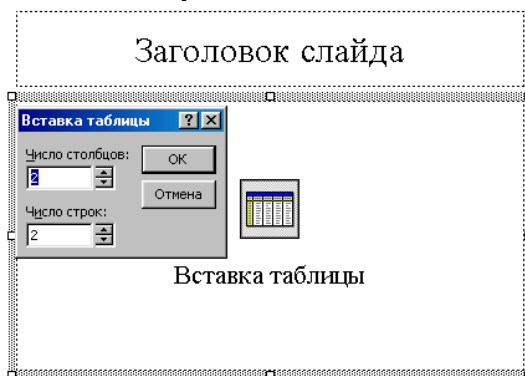 Заголовок слайда
Вставка таблицы
Число столбцов:
2
ОК
Отмена
Число строк:
2
Вставка таблицы